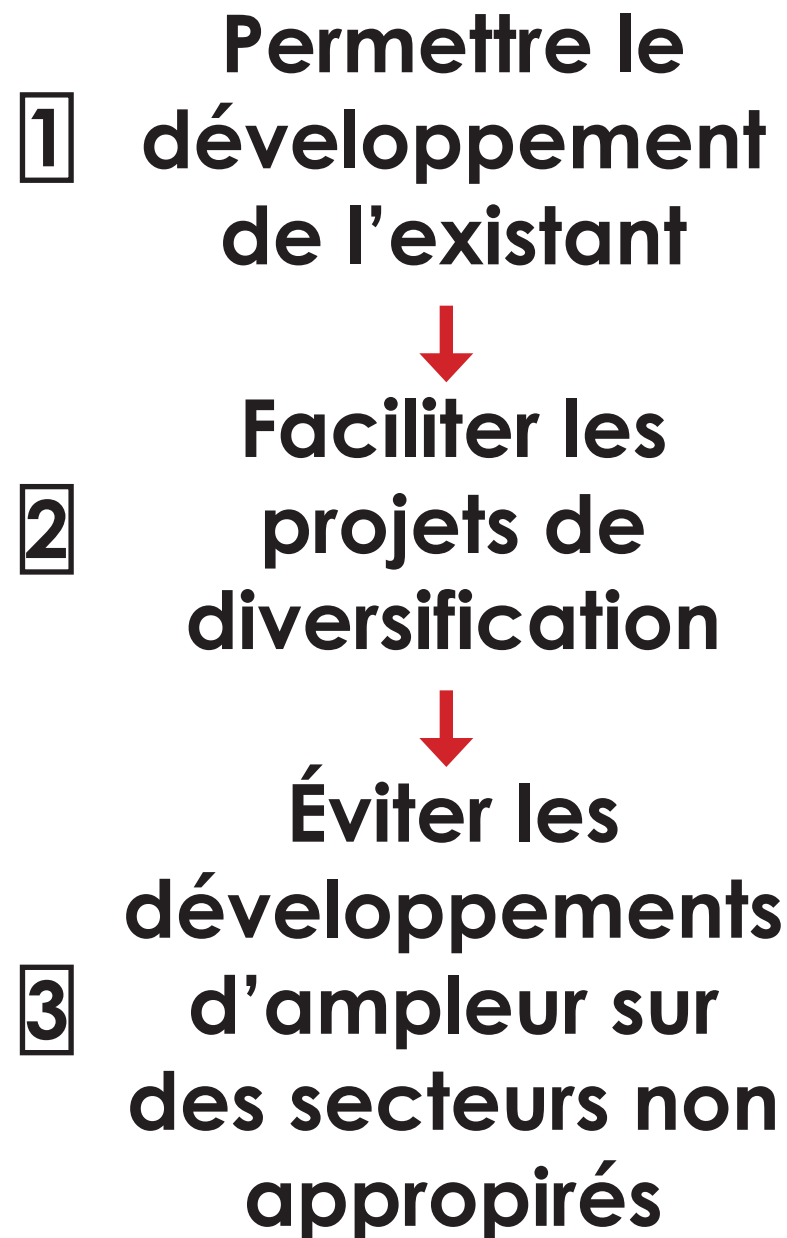 Permettre le
1 développement
de l’existant
Faciliter les
2 projets de
diversification
Éviter les
développements
3 d’ampleur sur
des secteurs non
appropirés